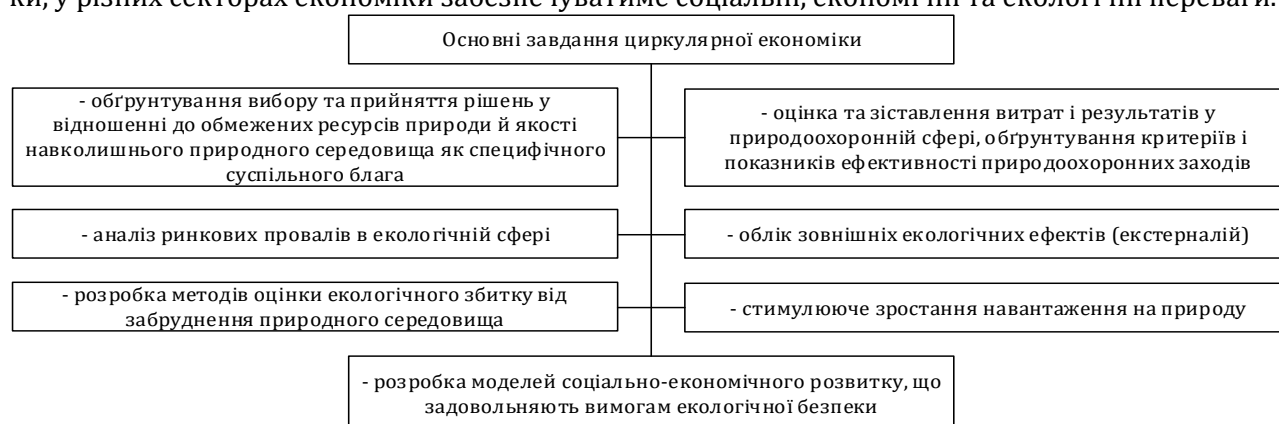 ки, у різних секторах економіки забезпечуватиме соціальні, економічні та екологічні переваги.
Основні завдання циркулярної економіки
- обґрунтування вибору та прийняття рішень у
відношенні до обмежених ресурсів природи й якості
навколишнього природного середовища як специфічного
суспільного блага
- оцінка та зіставлення витрат і результатів у
природоохоронній сфері, обґрунтування критеріїв і
показників ефективності природоохоронних заходів
- аналіз ринкових провалів в екологічній сфері
- облік зовнішніх екологічних ефектів (екстерналій)
- розробка методів оцінки екологічного збитку від
забруднення природного середовища
- стимулююче зростання навантаження на природу
- розробка моделей соціально-економічного розвитку, що
задовольняють вимогам екологічної безпеки